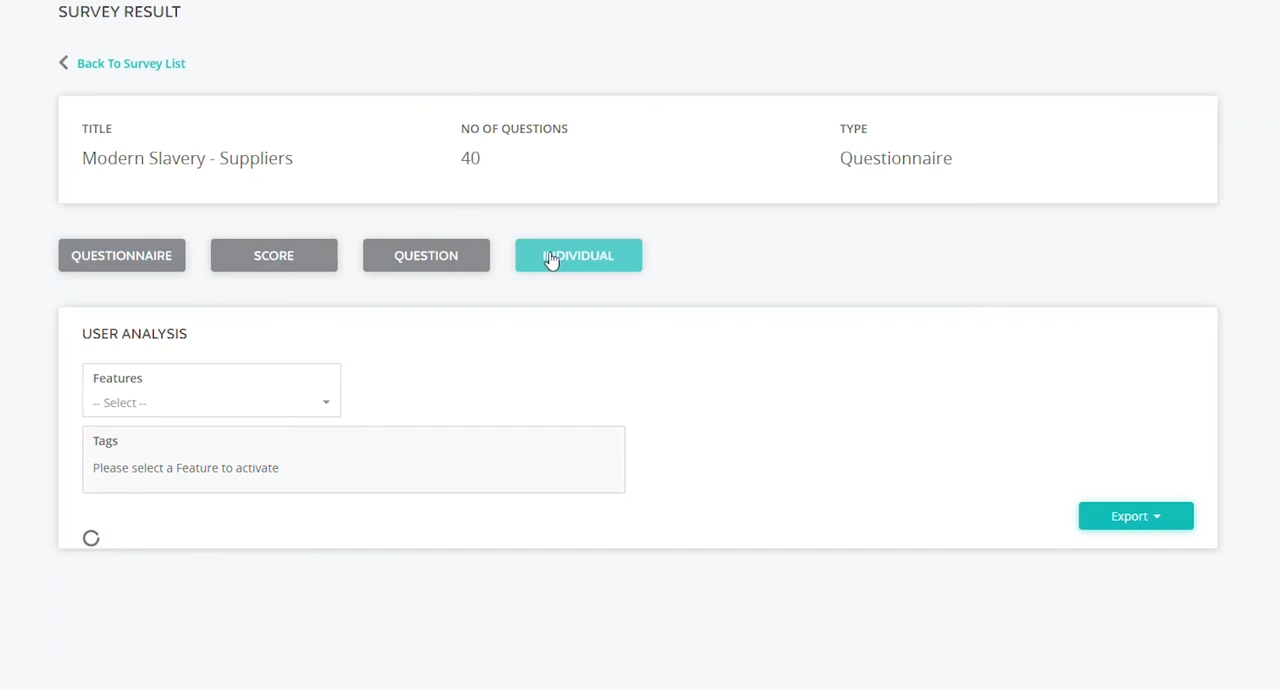 SURVEY RESULT
Back To Survey List
TITLE
NO OF QUESTIONS
TYPE
Modern Slavery - Suppliers
40
Questionnaire
QUESTIONNAIRE
SCORE
QUESTION
INDIVIDUAL
USER ANALYSIS
Features
-- Select --
Tags
Please select a Feature to activate
Export